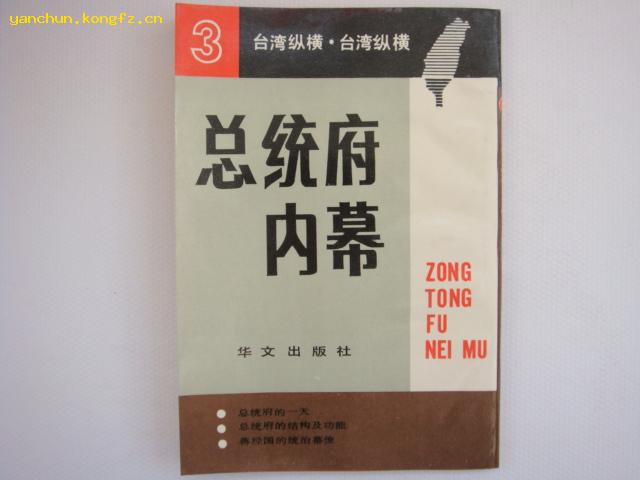 yanchun.kongfz.cn
3
台湾纵横·台湾纵横
总统府
内幕
ZONG
TONG
FU
NEI MU
华文出版社
总统府的一天
总统府的结构及功能
蒋经国的统治幕僚